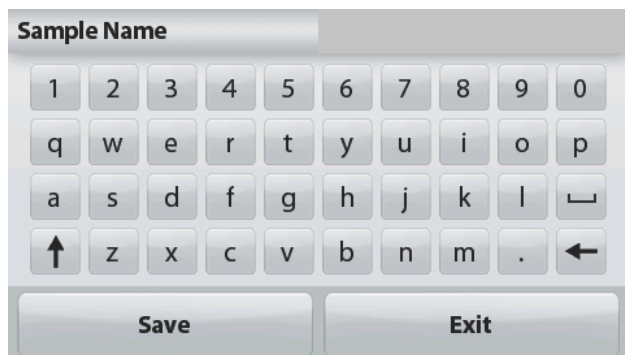 Sample Name
1 2 3 4 5 6 7 8 9 0
q w e r t y u i o p
a s d f g h j k l
z x c v b n m .
Save Exit